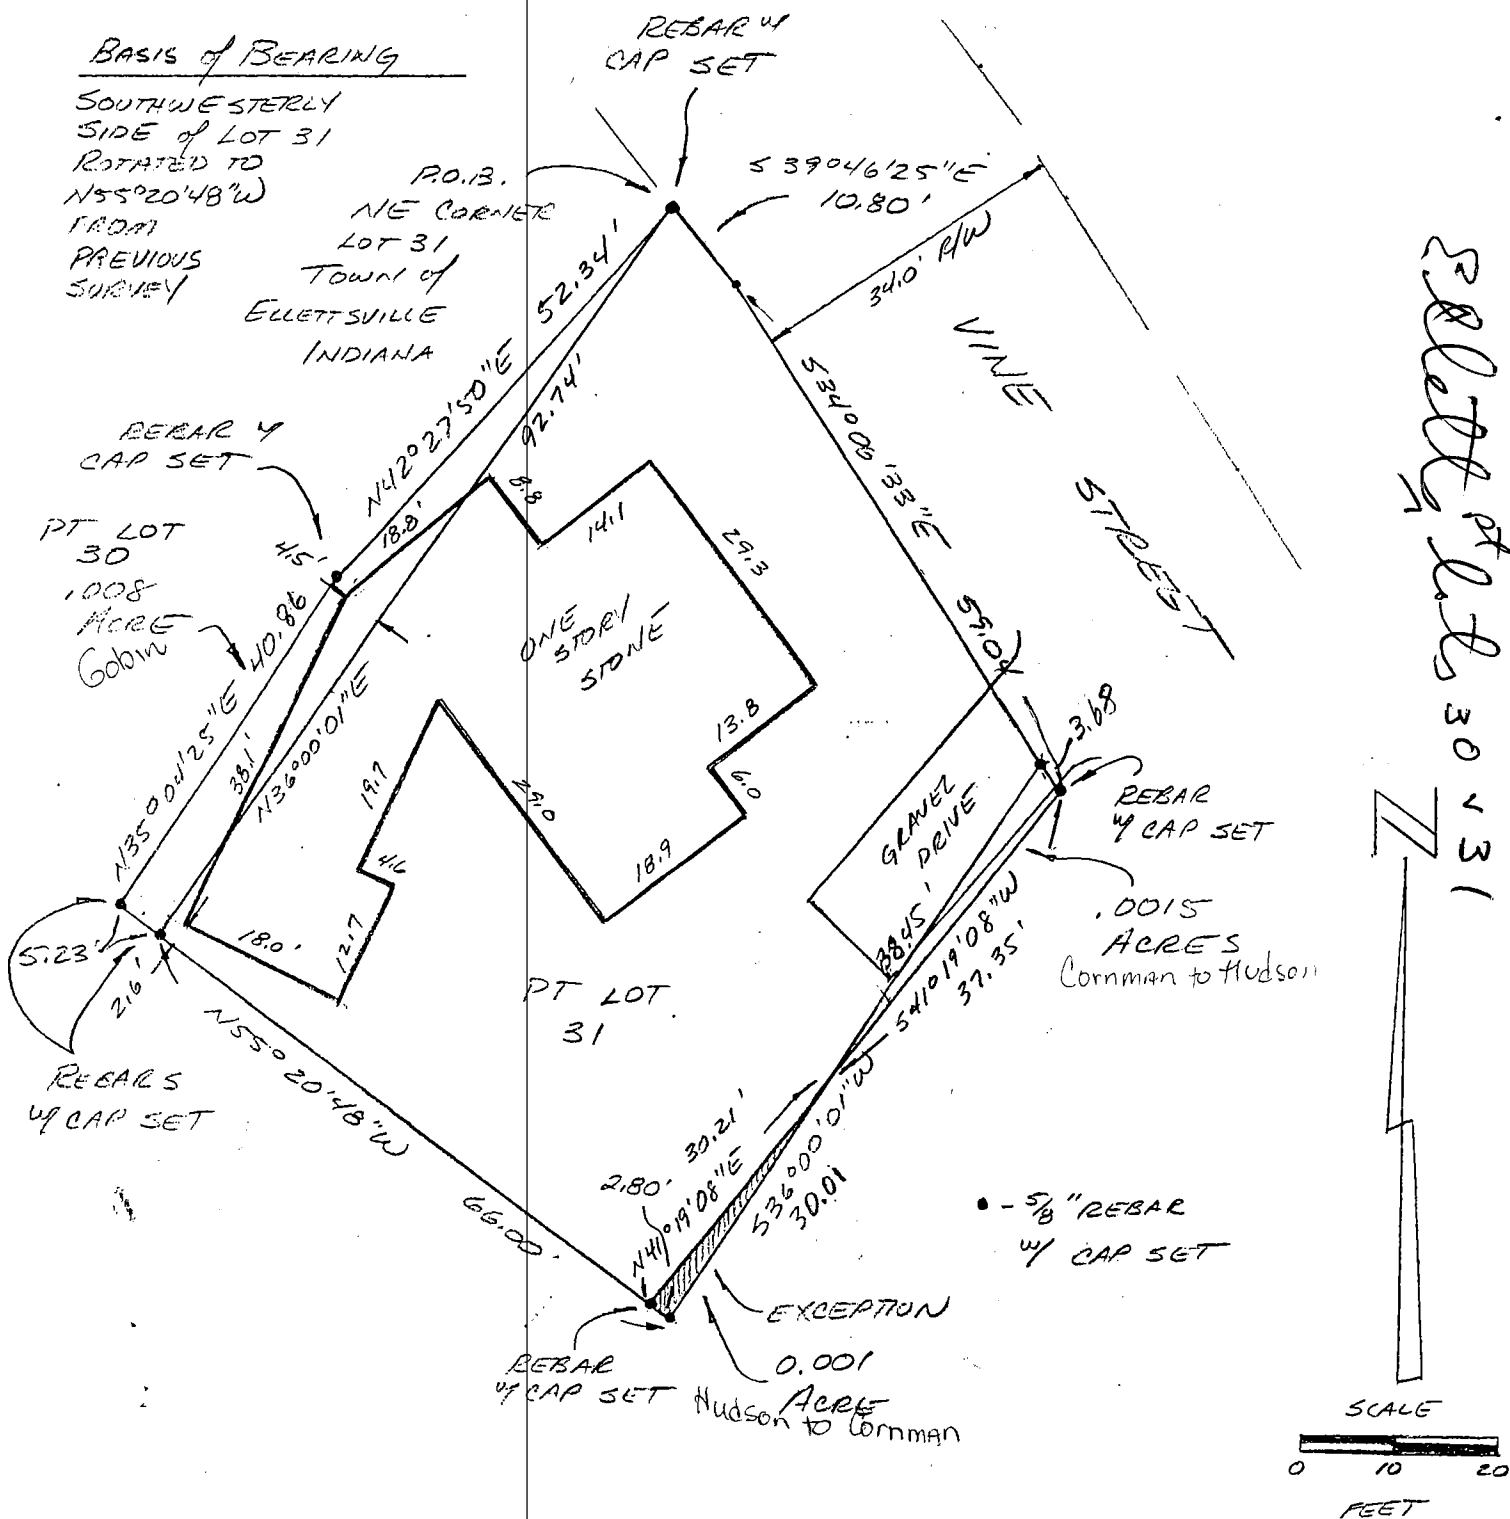 BASIS of BEARING
SOUTHWESTERLY
SIDE of LOT 31
ROTATED TO
N55°20'48"W
FROM
PREVIOUS
SURVEY
REBAR w/
CAP SET
P.O.B.
NE CORNER
LOT 31
TOWN of
ELLETTSVILLE
INDIANA
S 39°46'25"E
10.80'
34.0' R/W
VINE
STREET
52.34'
N42°27'50"E
92.74'
N36°00'01"E
S34°06'33"E
59.04
REBAR w/
CAP SET
PT LOT
30
.008
ACRE
Gobin
4.5'
18.8'
8.8
14.1
29.3
ONE
STORY
STONE
13.8
6.0
18.9
29.0
19.7
4.6
12.7
18.0'
38.1'
40.86
N35°00'25"E
5.23'
2.6'
REBARS
w/ CAP SET
N55°20'48"W
66.00'
PT LOT
31
GRAVEL
DRIVE
3.68
REBAR
w/ CAP SET
.0015
ACRES
Cornman to Hudson
38.45'
S41°19'08"W
37.35'
S36°00'01"W
30.01
30.21'
N41°19'08"E
2.80'
REBAR
w/ CAP SET
EXCEPTION
0.001
ACRE
Hudson to Cornman
• - 5/8" REBAR
w/ CAP SET
pt lots 30 & 31
N
SCALE
0 10 20
FEET